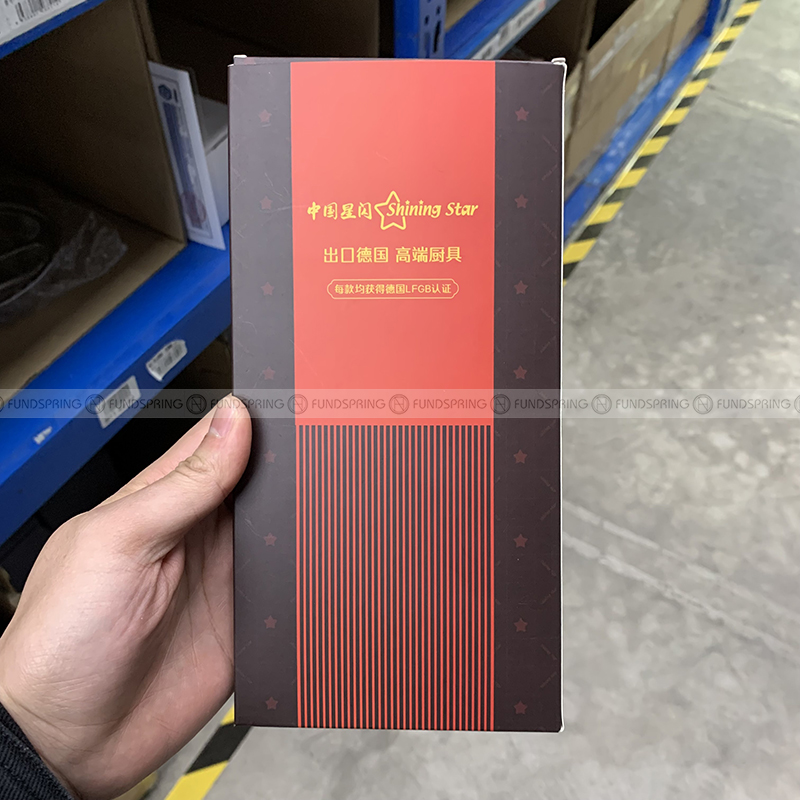 中国星闪 Shining Star
出口德国 高端厨具
每款均获得德国LFGB认证
FUNDSPRING FUNDSPRING FUNDSPRING FUNDSPRING FUNDSPRING FUNDSPRING FUNDSPRING FUNDSPRING